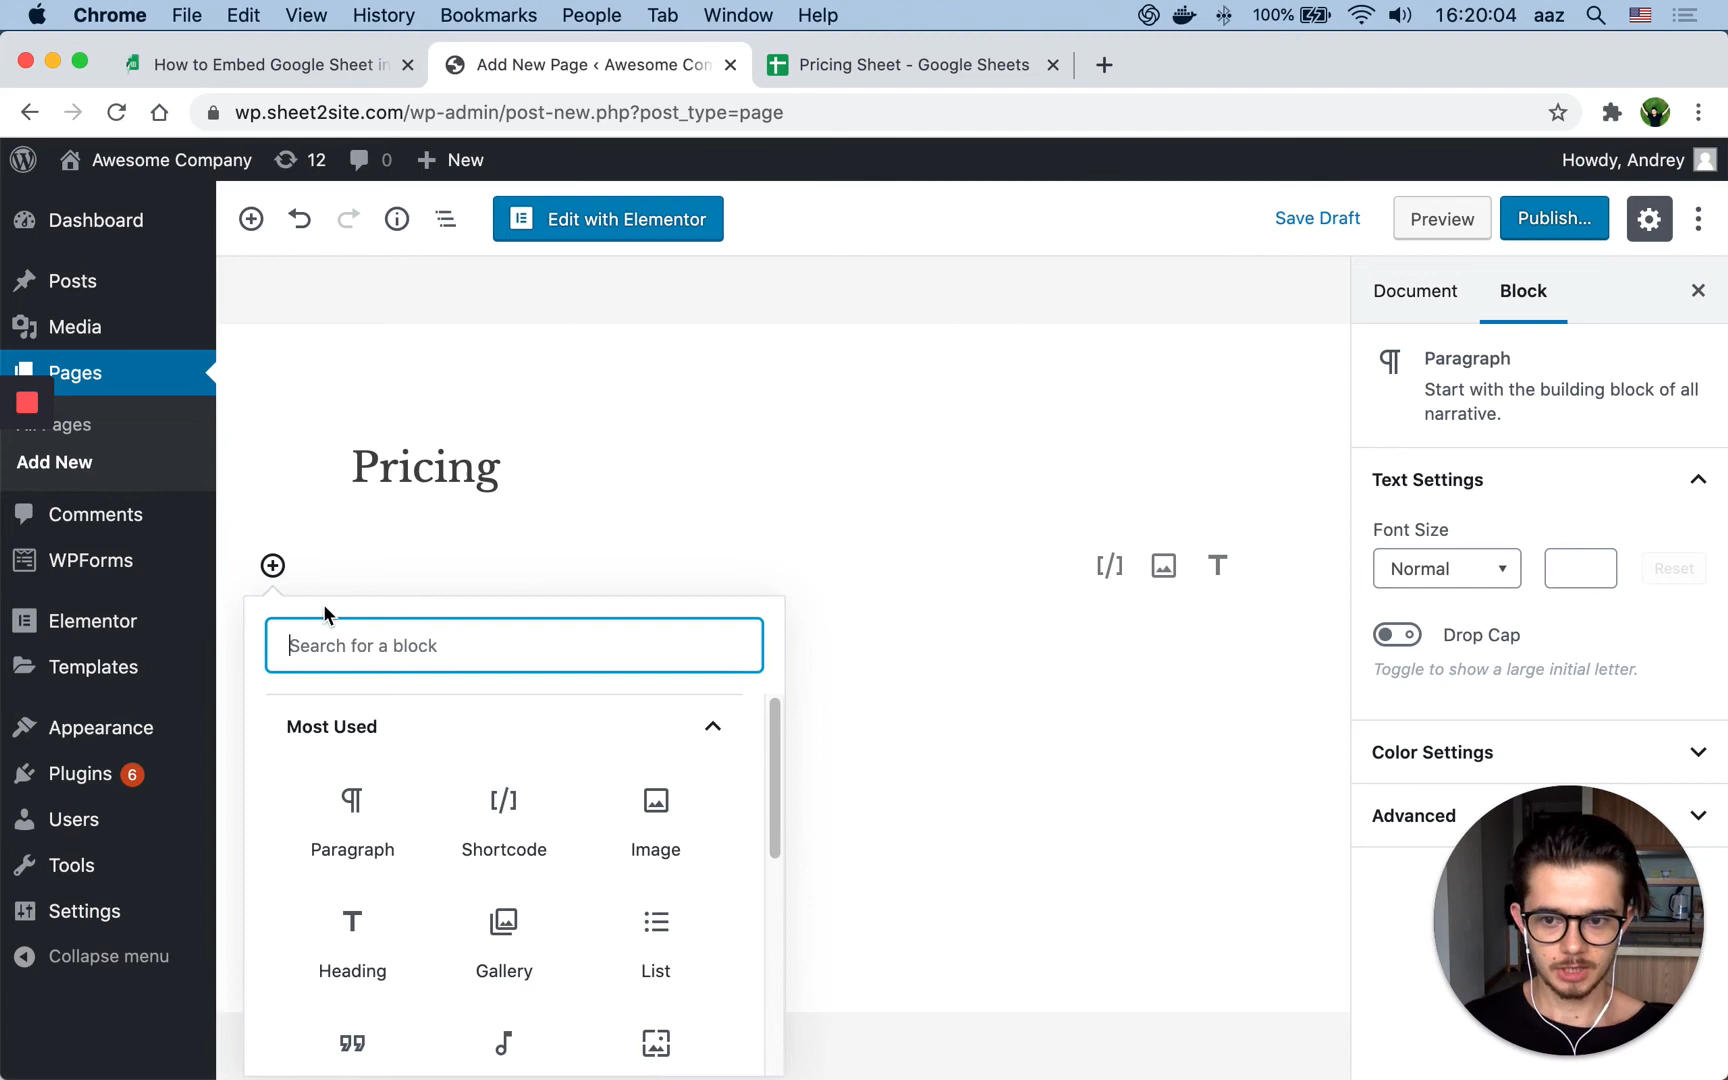 Chrome File Edit View History Bookmarks People Tab Window Help 100% 16:20:04 aaz
How to Embed Google Sheet in Add New Page ‹ Awesome Con Pricing Sheet - Google Sheets
wp.sheet2site.com/wp-admin/post-new.php?post_type=page
Awesome Company 12 0 New Howdy, Andrey
Dashboard
Posts
Media
Pages
Pages
Add New
Comments
WPForms
Elementor
Templates
Appearance
Plugins 6
Users
Tools
Settings
Collapse menu
Edit with Elementor Save Draft Preview Publish...
Pricing
Search for a block
Most Used
Paragraph Shortcode Image
Heading Gallery List
Document Block
Paragraph
Start with the building block of all
narrative.
Text Settings
Font Size
Normal Reset
Drop Cap
Toggle to show a large initial letter.
Color Settings
Advanced